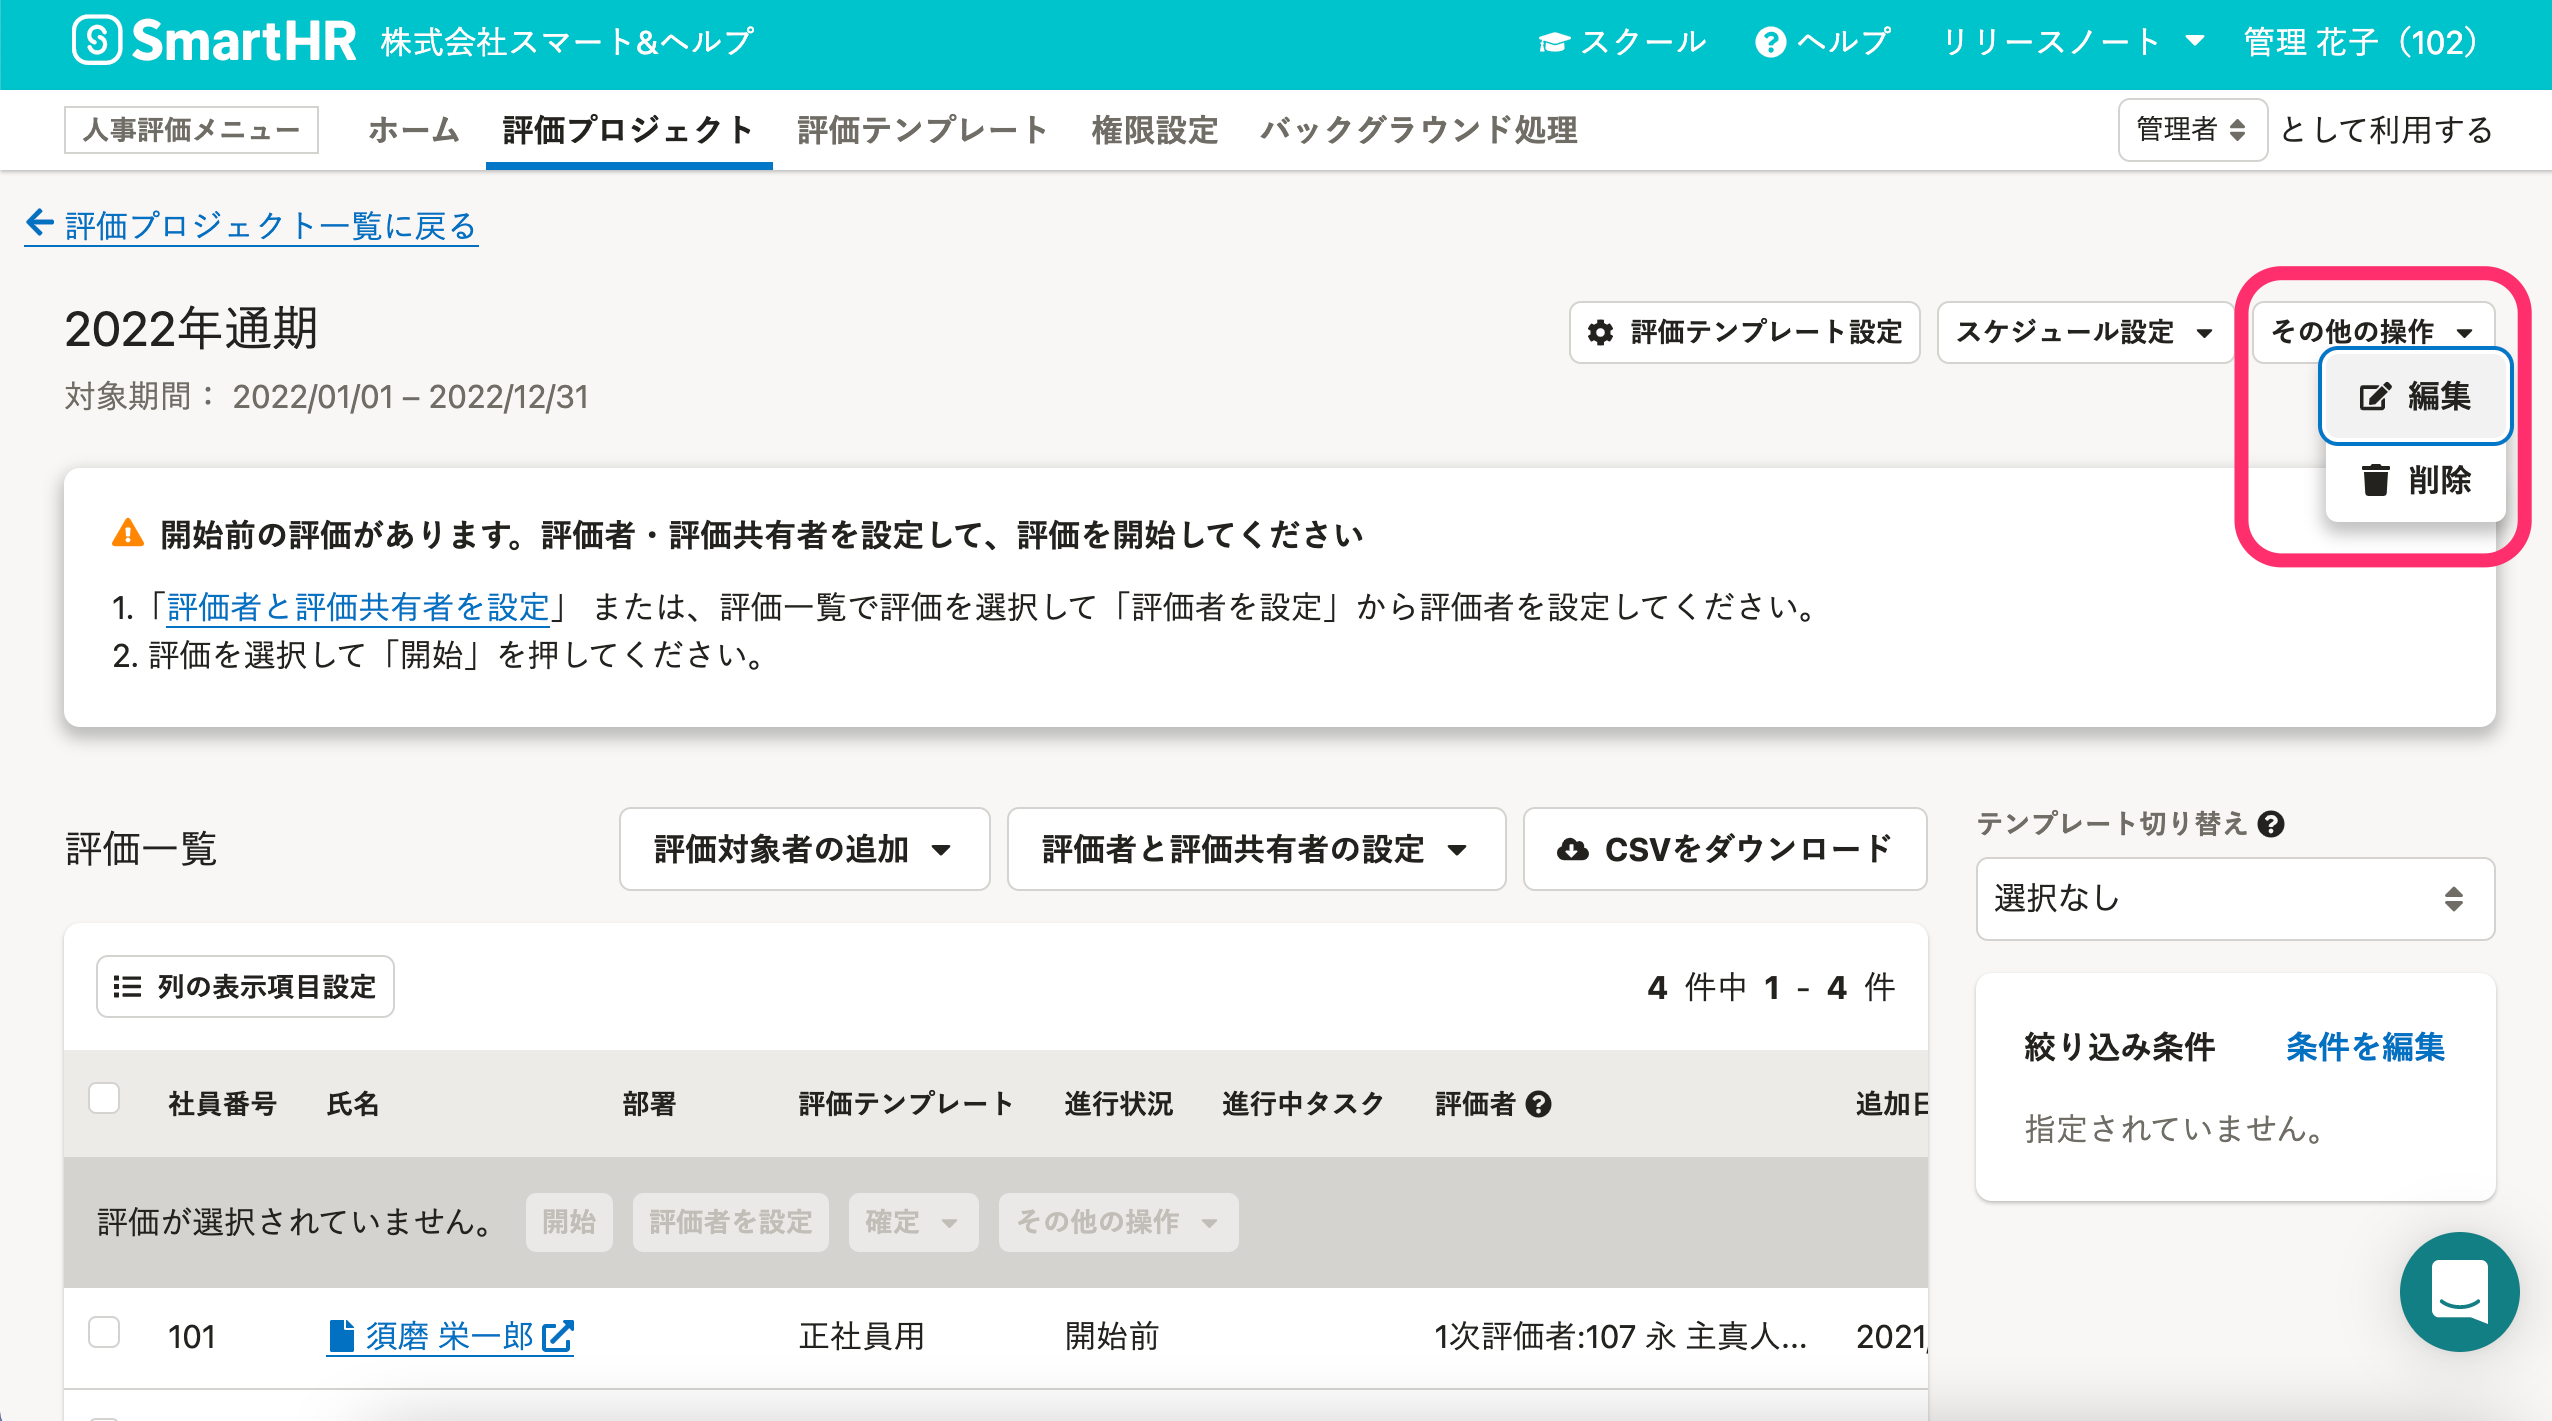 SmartHR 株式会社スマート&ヘルプ スクール ヘルプ リリースノート 管理 花子（102）
人事評価メニュー ホーム 評価プロジェクト 評価テンプレート 権限設定 バックグラウンド処理 管理者 として利用する
評価プロジェクト一覧に戻る
2022年通期 評価テンプレート設定 スケジュール設定 その他の操作
対象期間： 2022/01/01 – 2022/12/31
編集
削除
開始前の評価があります。評価者・評価共有者を設定して、評価を開始してください
1.「評価者と評価共有者を設定」 または、評価一覧で評価を選択して「評価者を設定」から評価者を設定してください。
2. 評価を選択して「開始」を押してください。
評価一覧 評価対象者の追加 評価者と評価共有者の設定 CSVをダウンロード
テンプレート切り替え
選択なし
列の表示項目設定 4 件中 1 - 4 件
絞り込み条件 条件を編集
指定されていません。
社員番号 氏名 部署 評価テンプレート 進行状況 進行中タスク 評価者 追加日
評価が選択されていません。 開始 評価者を設定 確定 その他の操作
101 須磨 栄一郎 正社員用 開始前 1次評価者:107 永 主真人... 2021/